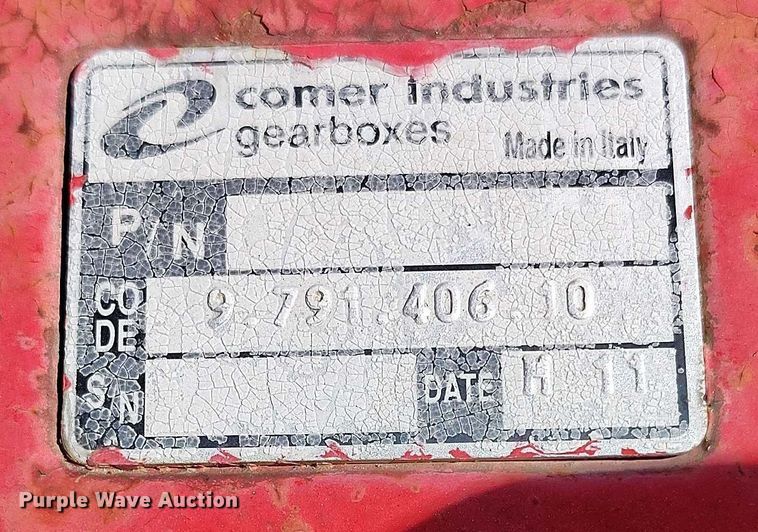 comer industries
gearboxes Made in Italy
P/N
CODE 9.791.406.10
S/N DATE H 11
Purple Wave Auction